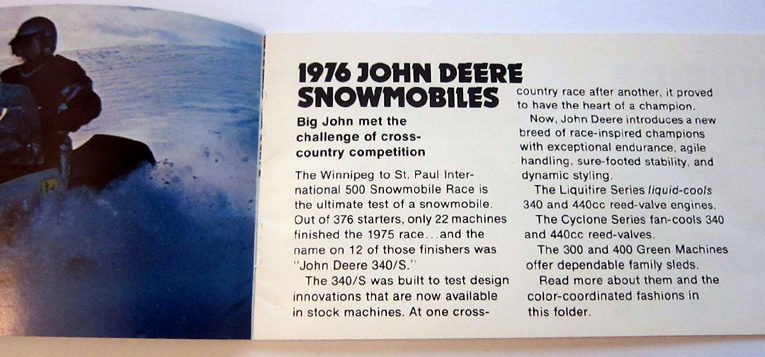 1976 JOHN DEERE
SNOWMOBILES
Big John met the
challenge of cross-
country competition
The Winnipeg to St. Paul Inter-
national 500 Snowmobile Race is
the ultimate test of a snowmobile.
Out of 376 starters, only 22 machines
finished the 1975 race...and the
name on 12 of those finishers was
"John Deere 340/S."
The 340/S was built to test design
innovations that are now available
in stock machines. At one cross-
country race after another, it proved
to have the heart of a champion.
Now, John Deere introduces a new
breed of race-inspired champions
with exceptional endurance, agile
handling, sure-footed stability, and
dynamic styling.
The Liquifire Series liquid-cools
340 and 440cc reed-valve engines.
The Cyclone Series fan-cools 340
and 440cc reed-valves.
The 300 and 400 Green Machines
offer dependable family sleds.
Read more about them and the
color-coordinated fashions in
this folder.